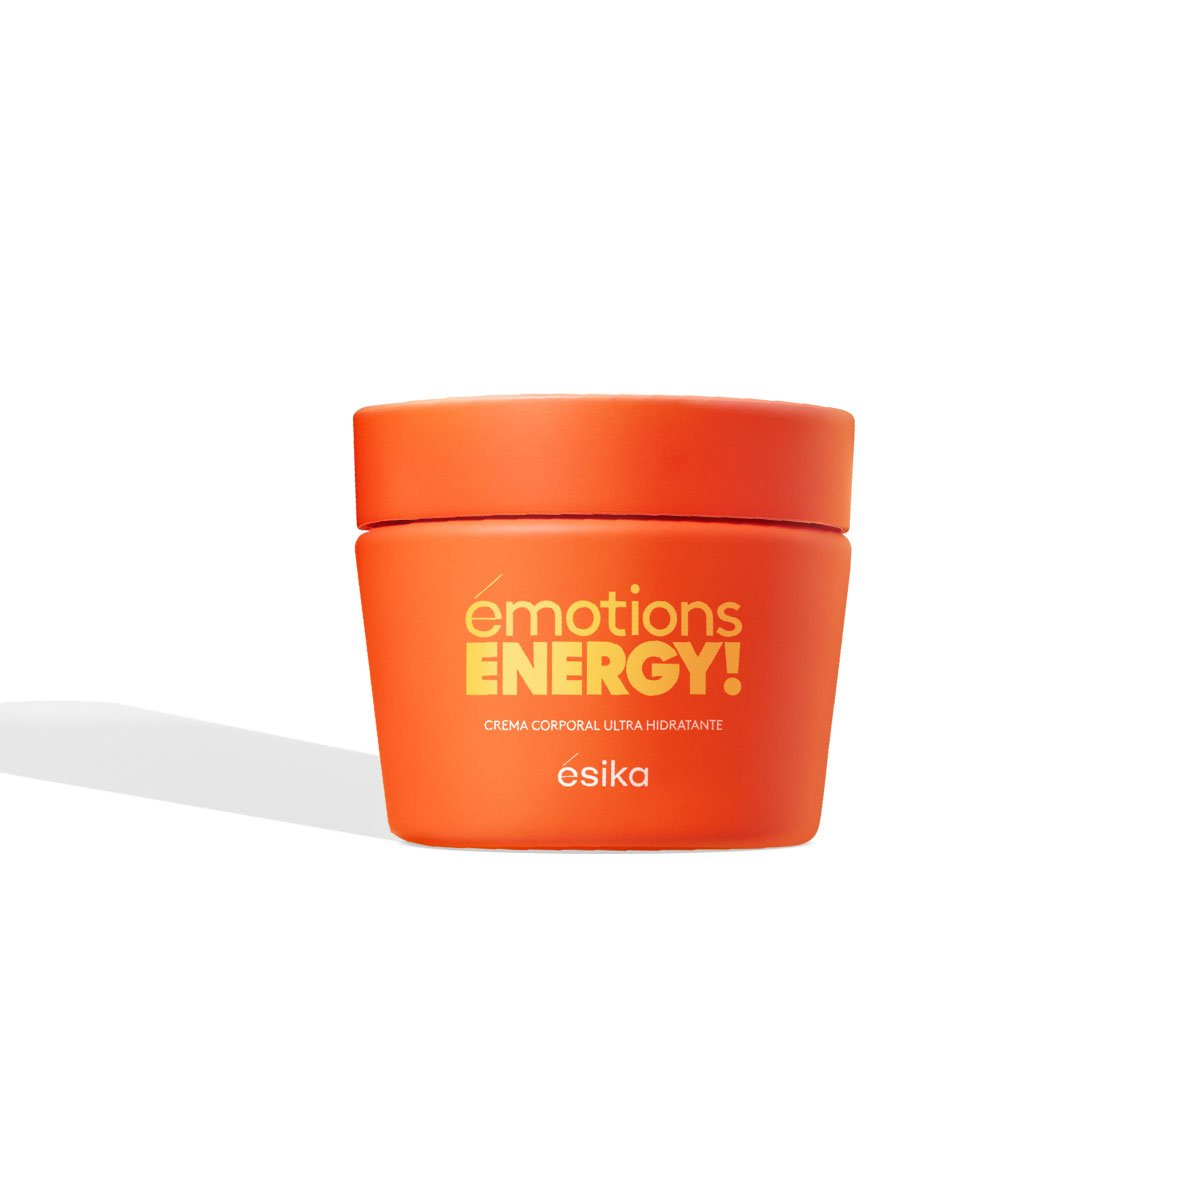 émotions
ENERGY!
CREMA CORPORAL ULTRA HIDRATANTE
ésika